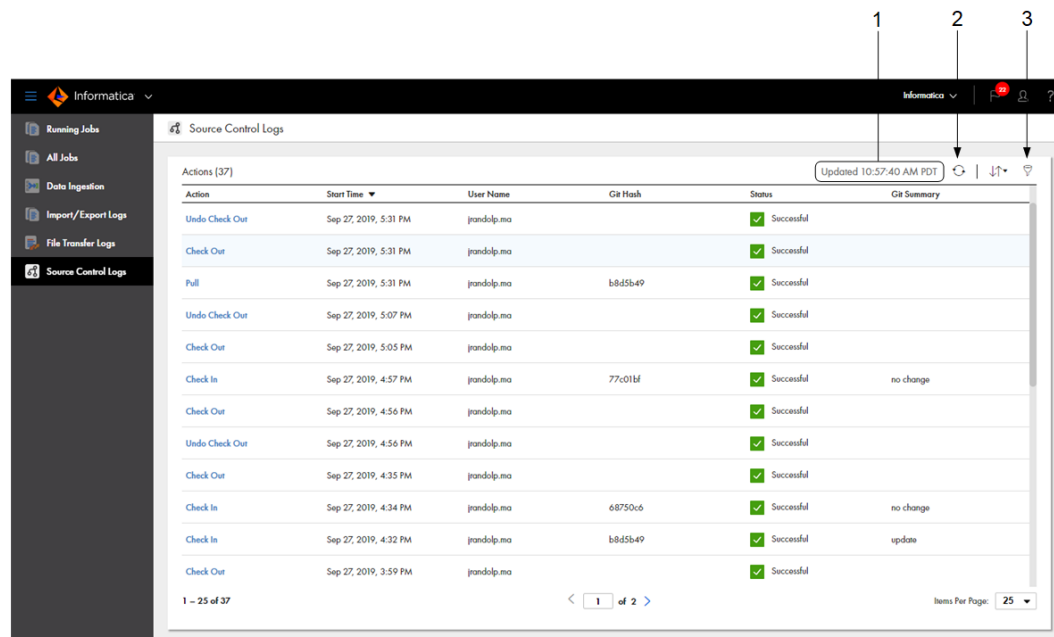 1 2 3
Informatica Informatica 22 ?
Running Jobs
All Jobs
Data Ingestion
Import/Export Logs
File Transfer Logs
Source Control Logs
Source Control Logs
Actions (37) Updated 10:57:40 AM PDT
Action Start Time User Name Git Hash Status Git Summary
Undo Check Out Sep 27, 2019, 5:31 PM jrandolp.ma Successful
Check Out Sep 27, 2019, 5:31 PM jrandolp.ma Successful
Pull Sep 27, 2019, 5:31 PM jrandolp.ma b8d5b49 Successful
Undo Check Out Sep 27, 2019, 5:07 PM jrandolp.ma Successful
Check Out Sep 27, 2019, 5:05 PM jrandolp.ma Successful
Check In Sep 27, 2019, 4:57 PM jrandolp.ma 77c01bf Successful no change
Check Out Sep 27, 2019, 4:56 PM jrandolp.ma Successful
Undo Check Out Sep 27, 2019, 4:56 PM jrandolp.ma Successful
Check Out Sep 27, 2019, 4:35 PM jrandolp.ma Successful
Check In Sep 27, 2019, 4:34 PM jrandolp.ma 68750c6 Successful no change
Check In Sep 27, 2019, 4:32 PM jrandolp.ma b8d5b49 Successful update
Check Out Sep 27, 2019, 3:59 PM jrandolp.ma Successful
1 – 25 of 37 1 of 2 Items Per Page: 25